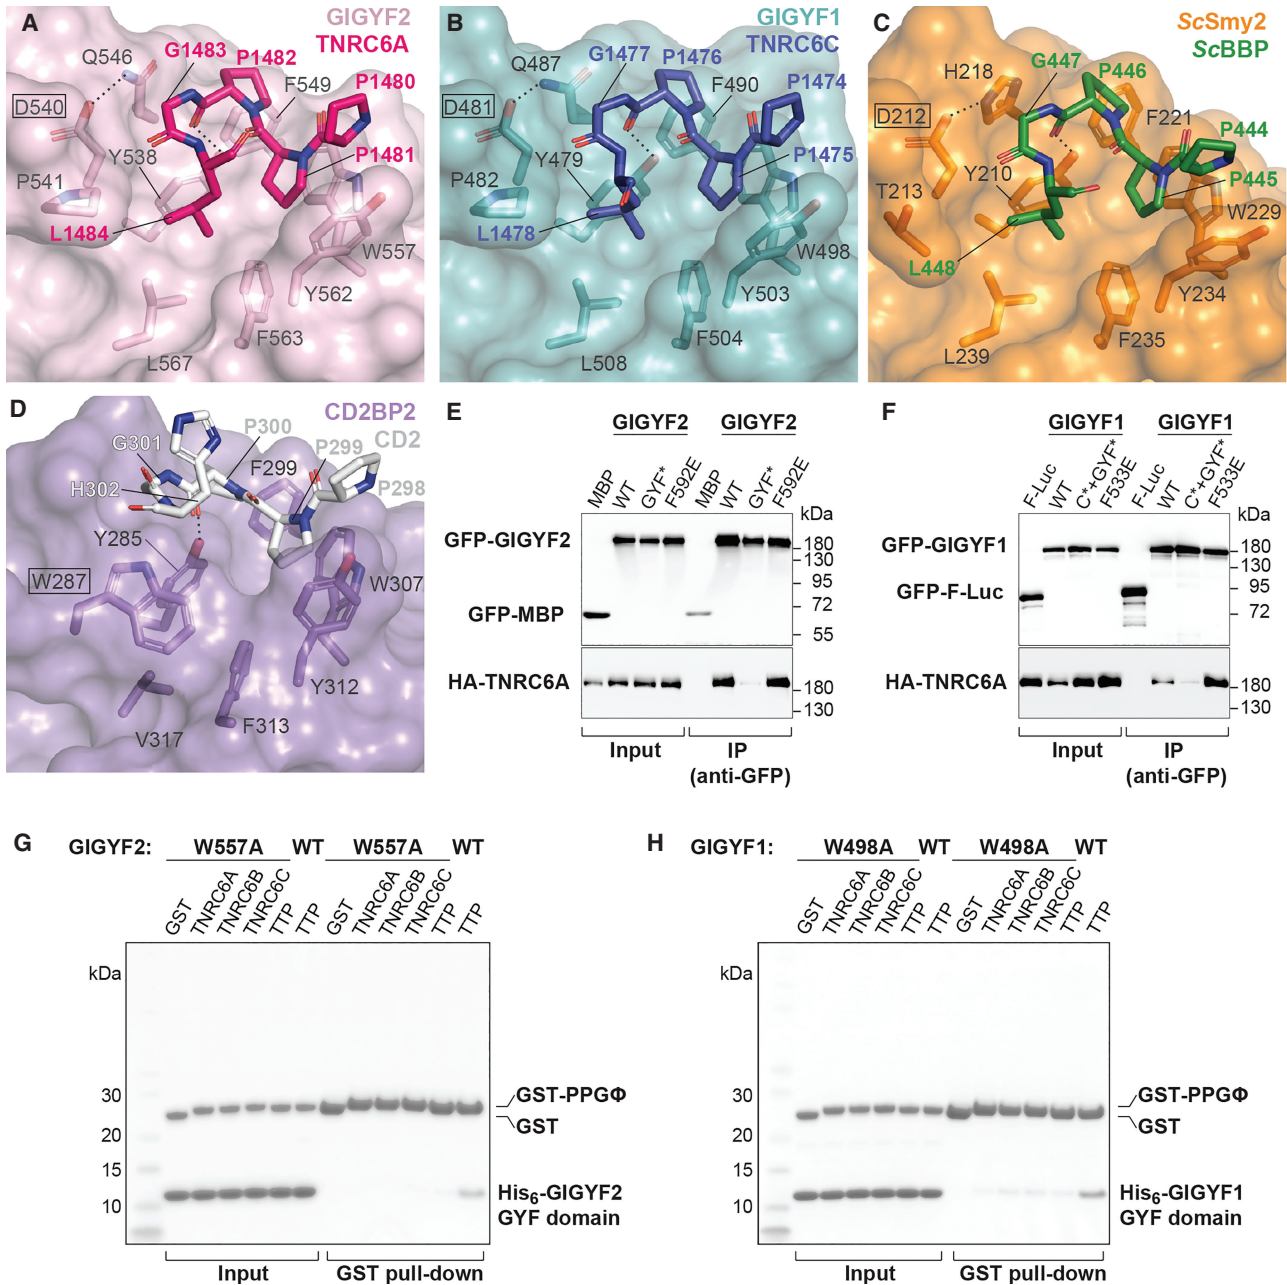 A
GIGYF2
TNRC6A
G1483
P1482
Q546
F549
P1480
D540
Y538
P1481
P541
L1484
W557
Y562
F563
L567
B
GIGYF1
TNRC6C
G1477
P1476
Q487
F490
P1474
D481
Y479
P1475
P482
L1478
W498
Y503
F504
L508
C
ScSmy2
ScBBP
G447
P446
H218
D212
F221
P444
Y210
T213
P445
W229
L448
Y234
F235
L239
D
CD2BP2
CD2
P300
P299
G301
F299
H302
P298
Y285
W287
W307
Y312
V317
F313
E
GIGYF2 GIGYF2
MBP WT GYF* F592E MBP WT GYF* F592E
kDa
GFP-GIGYF2
180
130
95
GFP-MBP
72
55
HA-TNRC6A
180
130
Input IP
(anti-GFP)
F
GIGYF1 GIGYF1
F-Luc WT C*+GYF* F533E F-Luc WT C*+GYF* F533E
kDa
GFP-GIGYF1
180
130
GFP-F-Luc
95
72
HA-TNRC6A
180
130
Input IP
(anti-GFP)
G
GIGYF2: W557A WT W557A WT
GST TNRC6A TNRC6B TNRC6C TTP TTP GST TNRC6A TNRC6B TNRC6C TTP TTP
kDa
30
20
15
10
GST-PPGΦ
GST
His6-GIGYF2
GYF domain
Input GST pull-down
H
GIGYF1: W498A WT W498A WT
GST TNRC6A TNRC6B TNRC6C TTP TTP GST TNRC6A TNRC6B TNRC6C TTP TTP
kDa
30
20
15
10
GST-PPGΦ
GST
His6-GIGYF1
GYF domain
Input GST pull-down